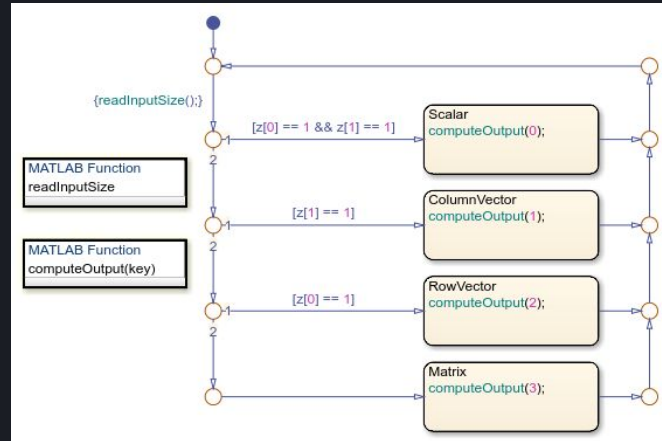 {readInputSize();}
1
[z[0] == 1 && z[1] == 1]
Scalar
computeOutput(0);
2
MATLAB Function
readInputSize
1
[z[1] == 1]
ColumnVector
computeOutput(1);
2
MATLAB Function
computeOutput(key)
1
[z[0] == 1]
RowVector
computeOutput(2);
2
Matrix
computeOutput(3);